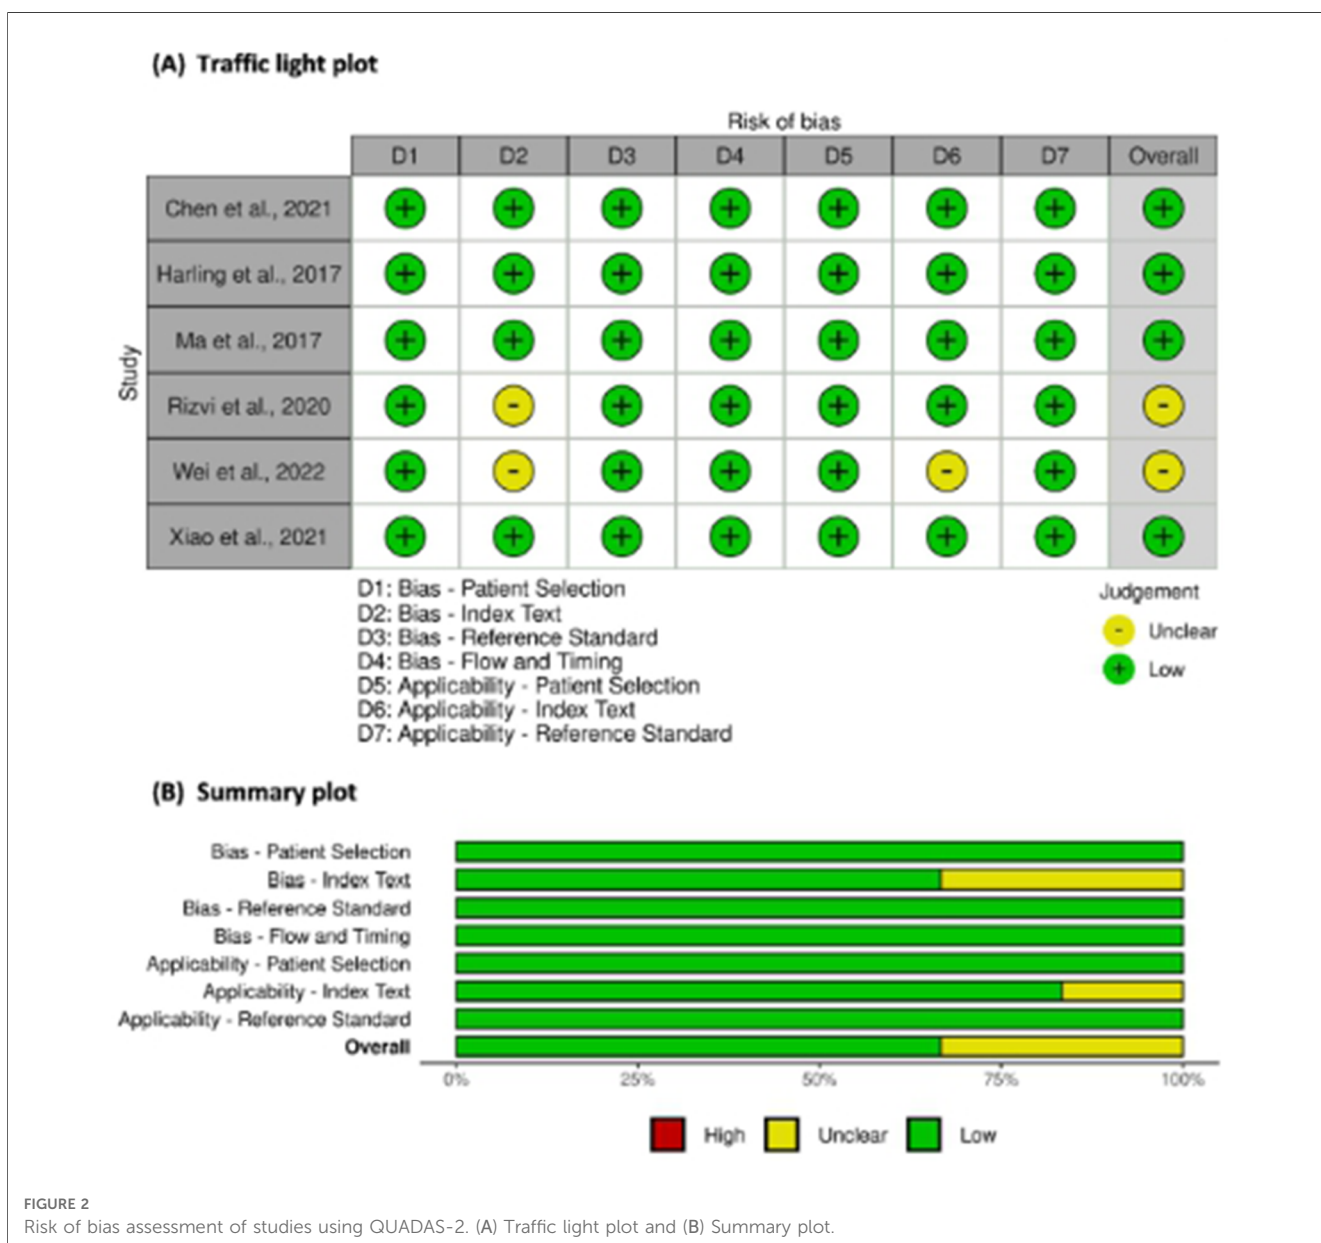 (A) Traffic light plot
Risk of bias
D1 D2 D3 D4 D5 D6 D7 Overall
Study
Chen et al., 2021 + + + + + + + +
Harling et al., 2017 + + + + + + + +
Ma et al., 2017 + + + + + + + +
Rizvi et al., 2020 + - + + + + + -
Wei et al., 2022 + - + + + - + -
Xiao et al., 2021 + + + + + + + +
D1: Bias - Patient Selection
D2: Bias - Index Text
D3: Bias - Reference Standard
D4: Bias - Flow and Timing
D5: Applicability - Patient Selection
D6: Applicability - Index Text
D7: Applicability - Reference Standard
Judgement
- Unclear
+ Low
(B) Summary plot
Bias - Patient Selection
Bias - Index Text
Bias - Reference Standard
Bias - Flow and Timing
Applicability - Patient Selection
Applicability - Index Text
Applicability - Reference Standard
Overall
0% 25% 50% 75% 100%
High Unclear Low
FIGURE 2
Risk of bias assessment of studies using QUADAS-2. (A) Traffic light plot and (B) Summary plot.